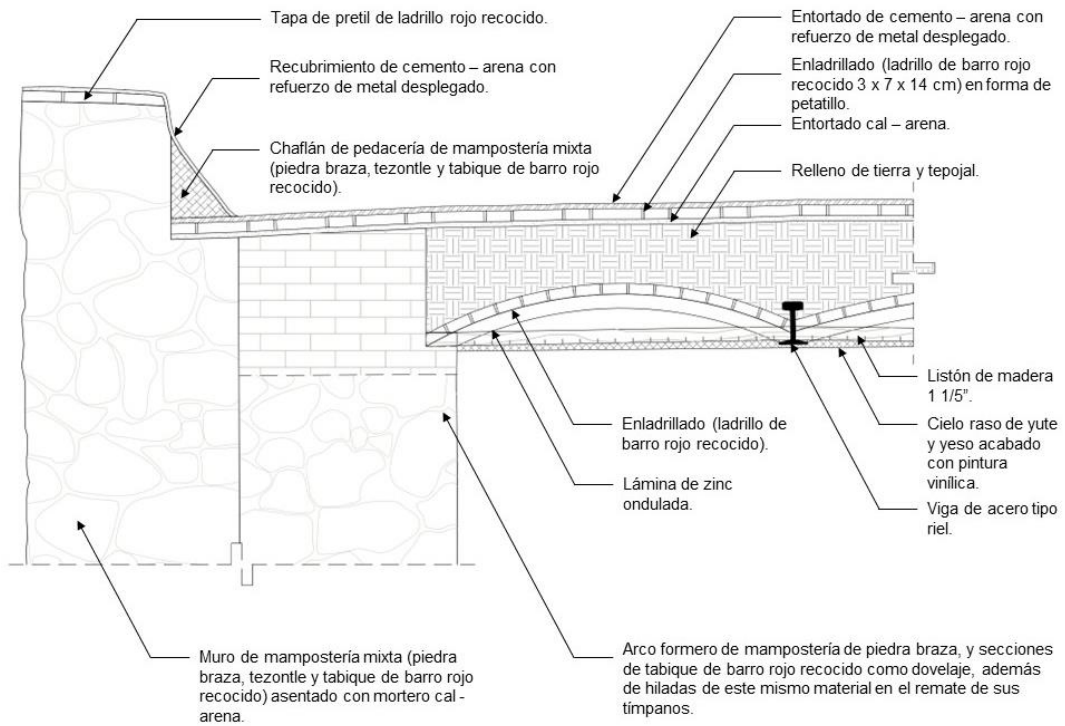 Tapa de pretil de ladrillo rojo recocido.
Recubrimiento de cemento – arena con
refuerzo de metal desplegado.
Chaflán de pedacería de mampostería mixta
(piedra braza, tezontle y tabique de barro rojo
recocido).
Entortado de cemento – arena con
refuerzo de metal desplegado.
Enladrillado (ladrillo de barro rojo
recocido 3 x 7 x 14 cm) en forma de
petatillo.
Entortado cal – arena.
Relleno de tierra y tepojal.
Listón de madera
1 1/5”.
Cielo raso de yute
y yeso acabado
con pintura
vinílica.
Viga de acero tipo
riel.
Enladrillado (ladrillo de
barro rojo recocido).
Lámina de zinc
ondulada.
Muro de mampostería mixta (piedra
braza, tezontle y tabique de barro rojo
recocido) asentado con mortero cal -
arena.
Arco formero de mampostería de piedra braza, y secciones
de tabique de barro rojo recocido como dovelaje, además
de hiladas de este mismo material en el remate de sus
tímpanos.